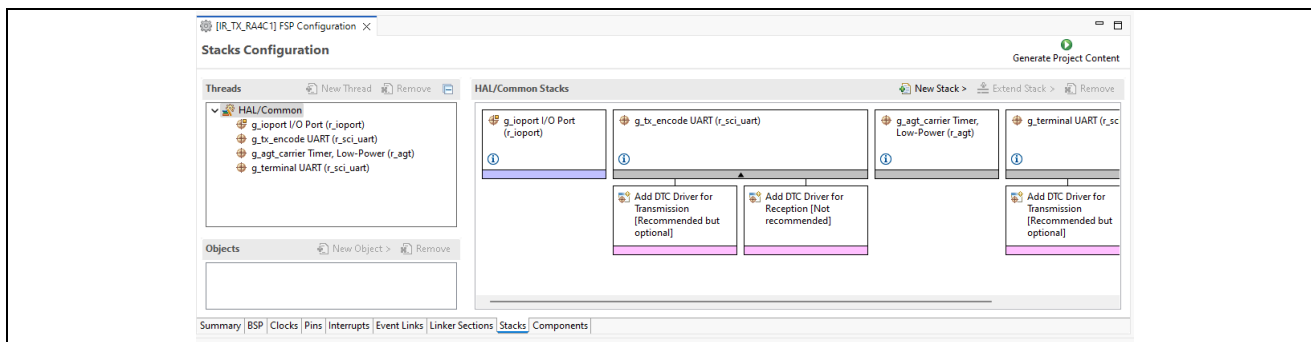 [IR_TX_RA4C1] FSP Configuration
Stacks Configuration
Generate Project Content
Threads
New Thread
Remove
HAL/Common
g_ioport I/O Port (r_ioport)
g_tx_encode UART (r_sci_uart)
g_agt_carrier Timer, Low-Power (r_agt)
g_terminal UART (r_sci_uart)
Objects
New Object >
Remove
HAL/Common Stacks
New Stack >
Extend Stack >
Remove
g_ioport I/O Port
(r_ioport)
g_tx_encode UART (r_sci_uart)
g_agt_carrier Timer,
Low-Power (r_agt)
g_terminal UART (r_sc
Add DTC Driver for
Transmission
[Recommended but
optional]
Add DTC Driver for
Reception [Not
recommended]
Add DTC Driver for
Transmission
[Recommended but
optional]
Summary BSP Clocks Pins Interrupts Event Links Linker Sections Stacks Components